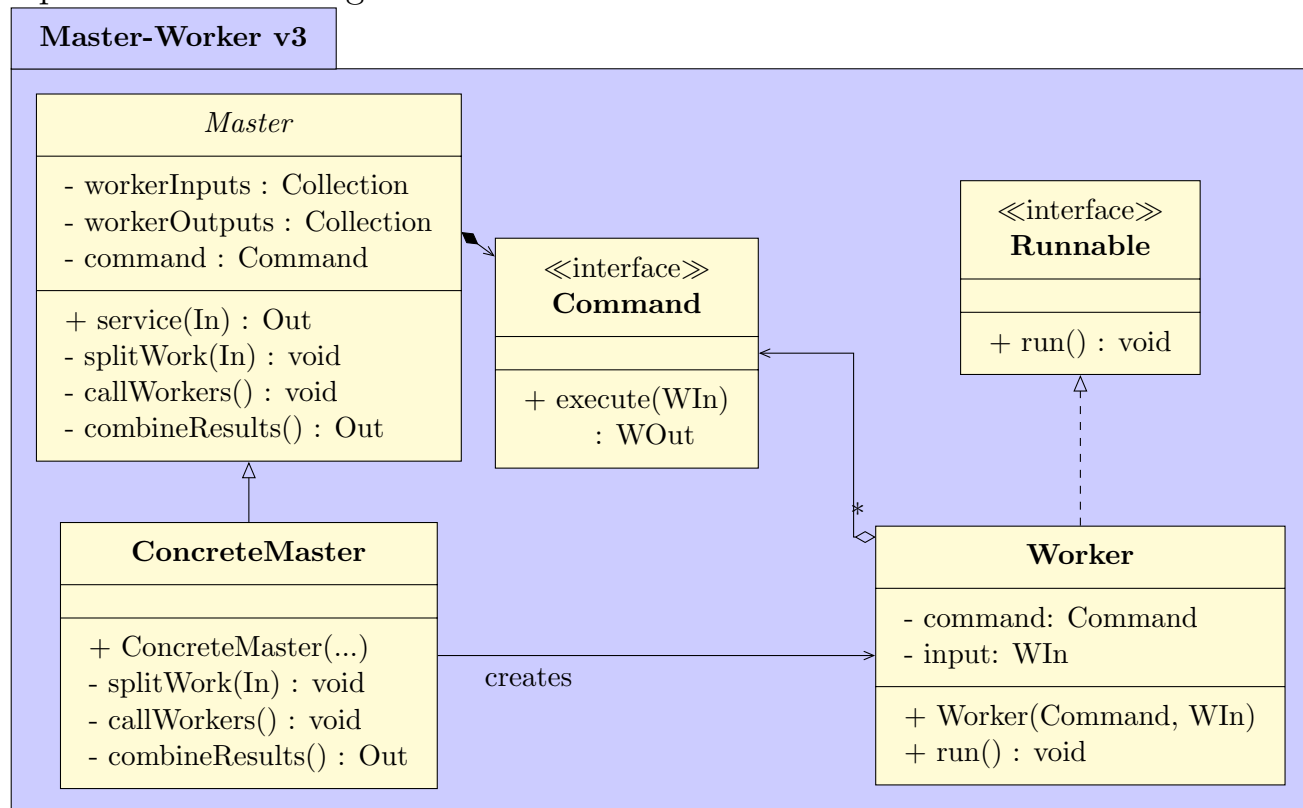 Master-Worker v3
Master
- workerInputs : Collection
- workerOutputs : Collection
- command : Command
+ service(In) : Out
- splitWork(In) : void
- callWorkers() : void
- combineResults() : Out
≪interface≫
Command
+ execute(WIn)
: WOut
≪interface≫
Runnable
+ run() : void
ConcreteMaster
+ ConcreteMaster(...)
- splitWork(In) : void
- callWorkers() : void
- combineResults() : Out
creates
*
Worker
- command: Command
- input: WIn
+ Worker(Command, WIn)
+ run() : void